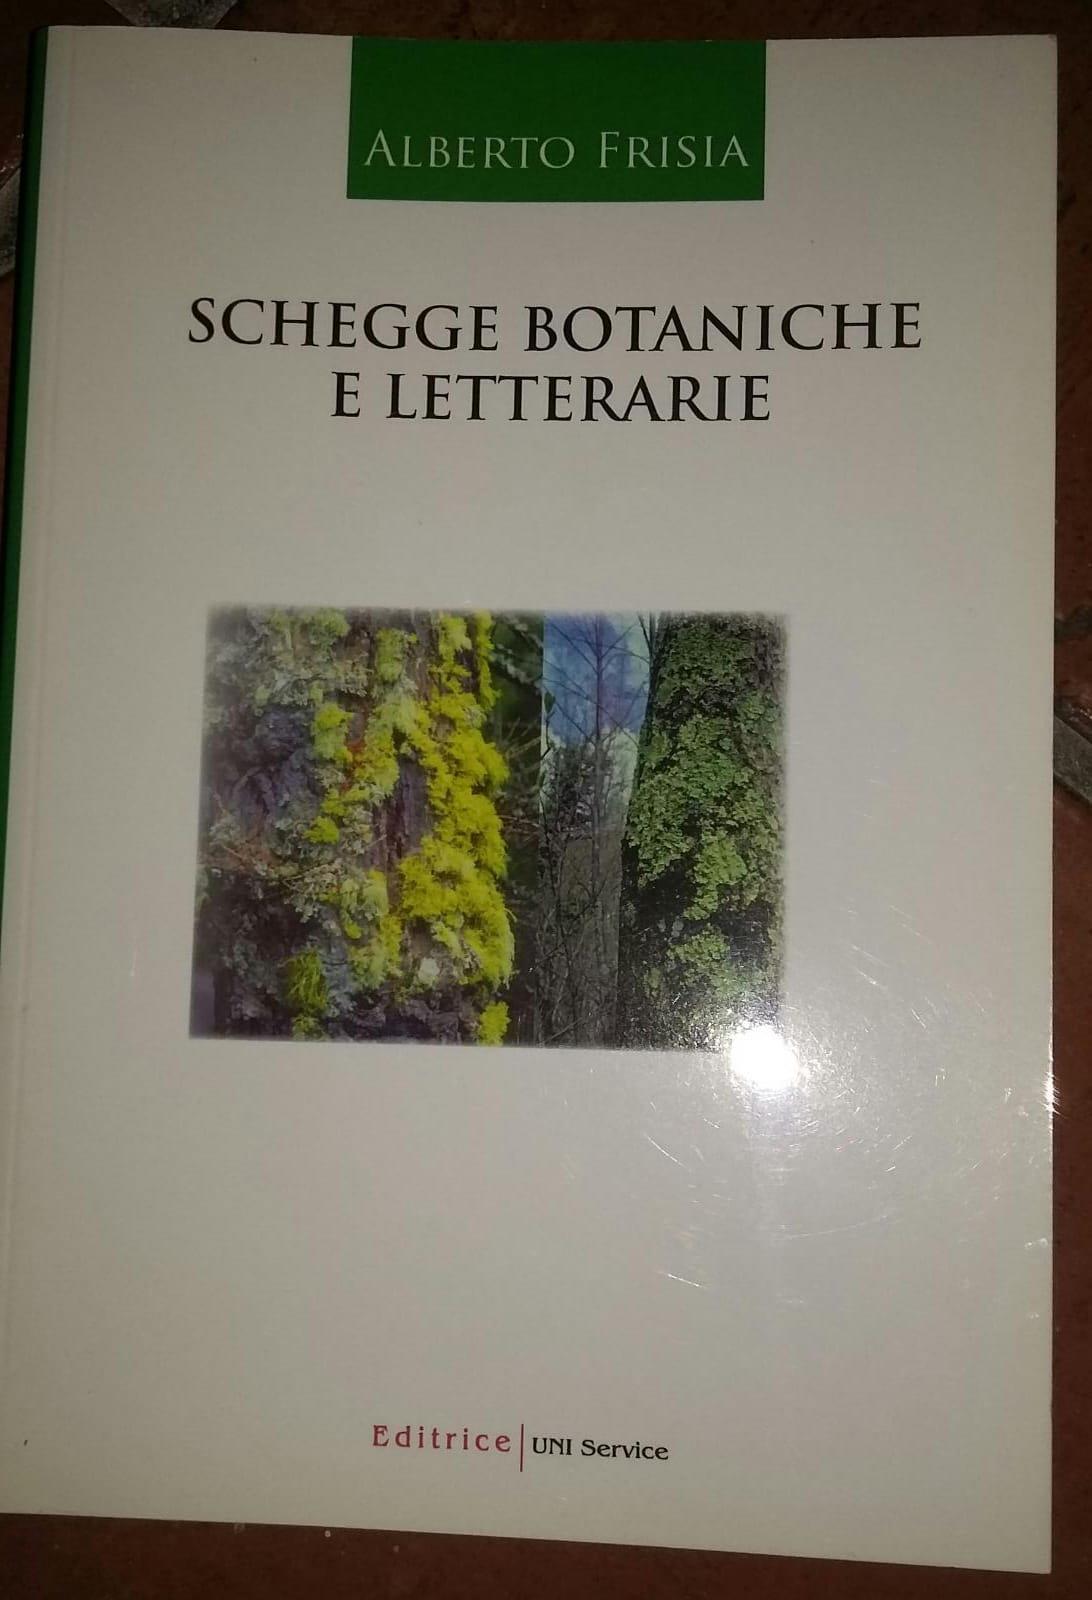 ALBERTO FRISIA
SCHEGGE BOTANICHE
E LETTERARIE
Editrice UNI Service